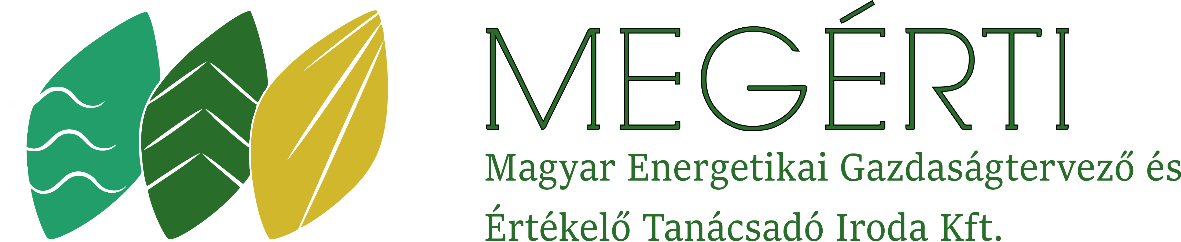 MEGÉRTI
Magyar Energetikai Gazdaságtervező és
Értékelő Tanácsadó Iroda Kft.